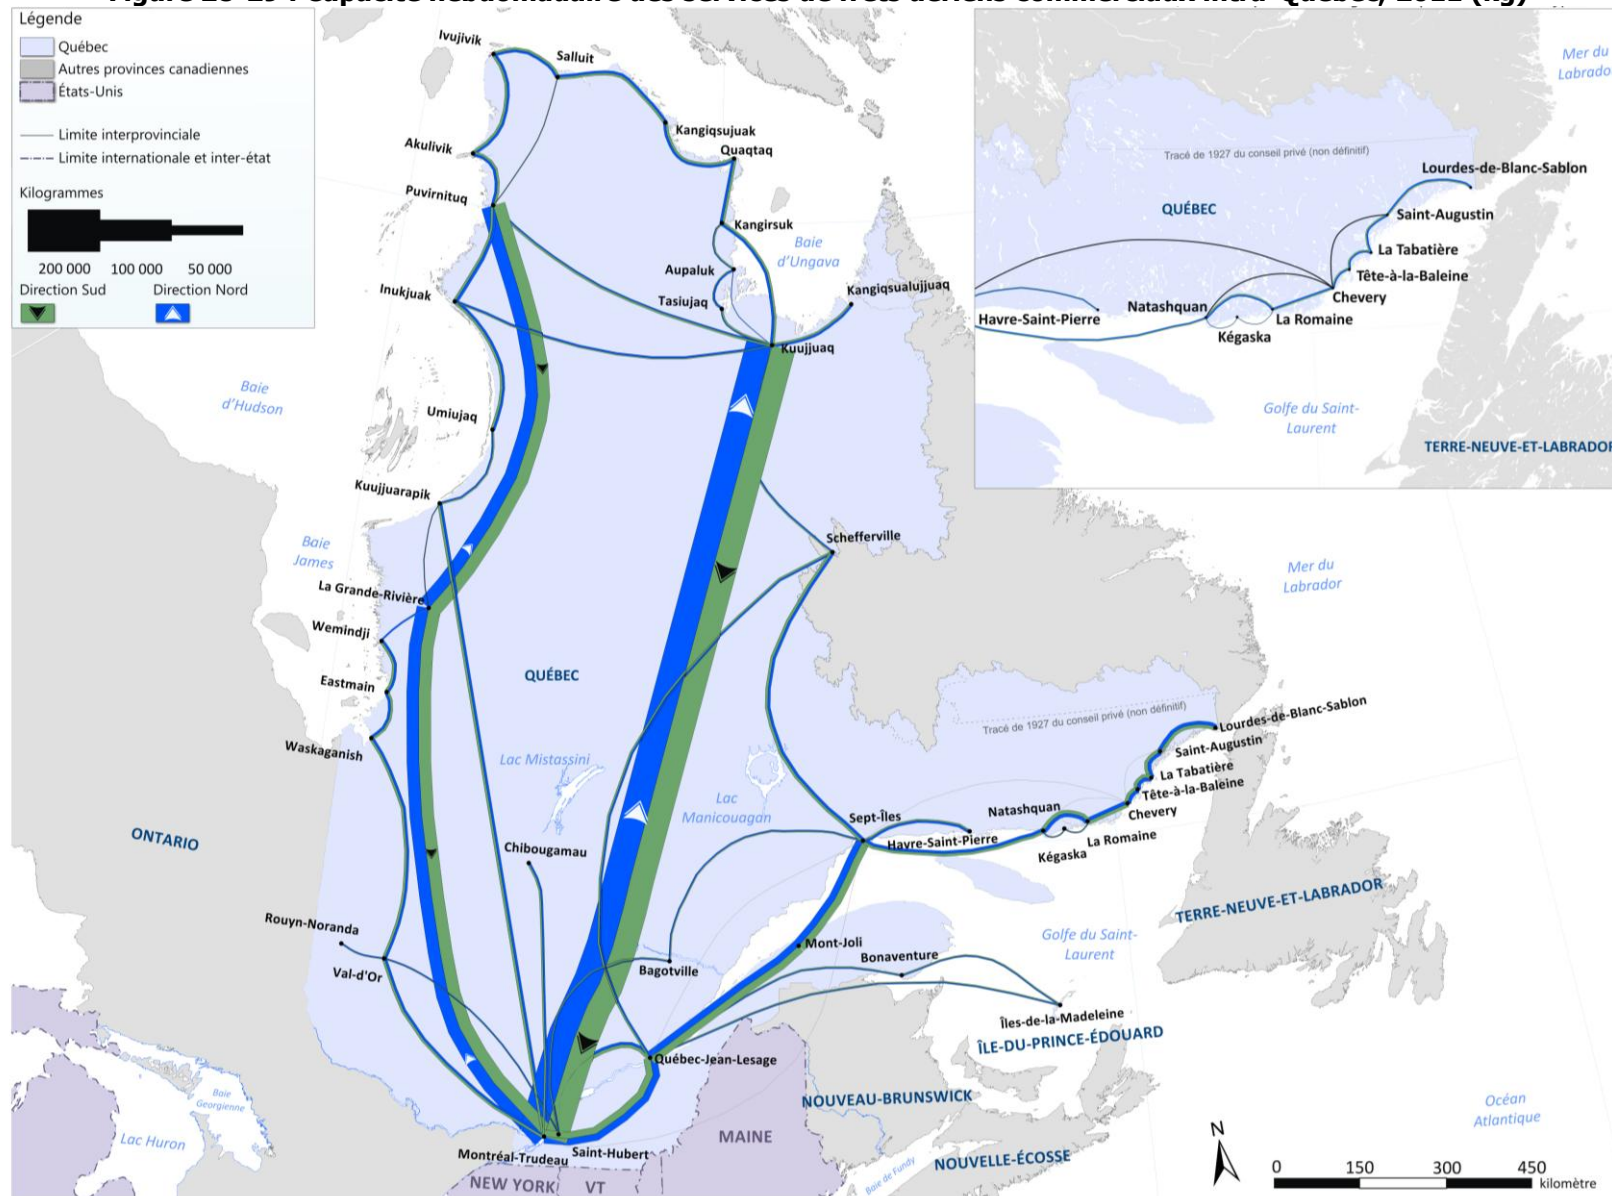 Légende
Québec
Autres provinces canadiennes
États-Unis
Limite interprovinciale
Limite internationale et inter-état
Kilogrammes
200 000 100 000 50 000
Direction Sud Direction Nord
Ivujivik
Salluit
Kangiqsujuak
Quaqtaq
Akulivik
Puvirnituq
Kangirsuk
Baie
d'Ungava
Aupaluk
Tasiujaq
Kangiqsualujjuaq
Inukjuak
Kuujjuaq
Baie
d'Hudson
Umiujaq
Kuujjuarapik
Baie
James
Schefferville
La Grande-Rivière
Wemindji
Eastmain
Waskaganish
QUÉBEC
Lac Mistassini
Lac
Manicouagan
Chibougamau
ONTARIO
Rouyn-Noranda
Val-d'Or
Bagotville
Sept-Îles
Havre-Saint-Pierre
Natashquan
Kégaska
La Romaine
Chevery
Tête-à-la-Baleine
La Tabatière
Saint-Augustin
Lourdes-de-Blanc-Sablon
Tracé de 1927 du conseil privé (non définitif)
Mer du
Labrador
Mont-Joli
Bonaventure
Îles-de-la-Madeleine
Golfe du Saint-
Laurent
TERRE-NEUVE-ET-LABRADOR
ÎLE-DU-PRINCE-ÉDOUARD
Québec-Jean-Lesage
NOUVEAU-BRUNSWICK
MAINE
Montréal-Trudeau
Saint-Hubert
NEW YORK
VT
Baie
Georgienne
Lac Huron
Baie de Fundy
NOUVELLE-ÉCOSSE
Océan
Atlantique
N
0 150 300 450
kilomètre
Mer du
Tracé de 1927 du conseil privé (non définitif)
Lourdes-de-Blanc-Sablon
QUÉBEC
Saint-Augustin
La Tabatière
Tête-à-la-Baleine
Chevery
Natashquan
La Romaine
Havre-Saint-Pierre
Kégaska
Golfe du Saint-
Laurent